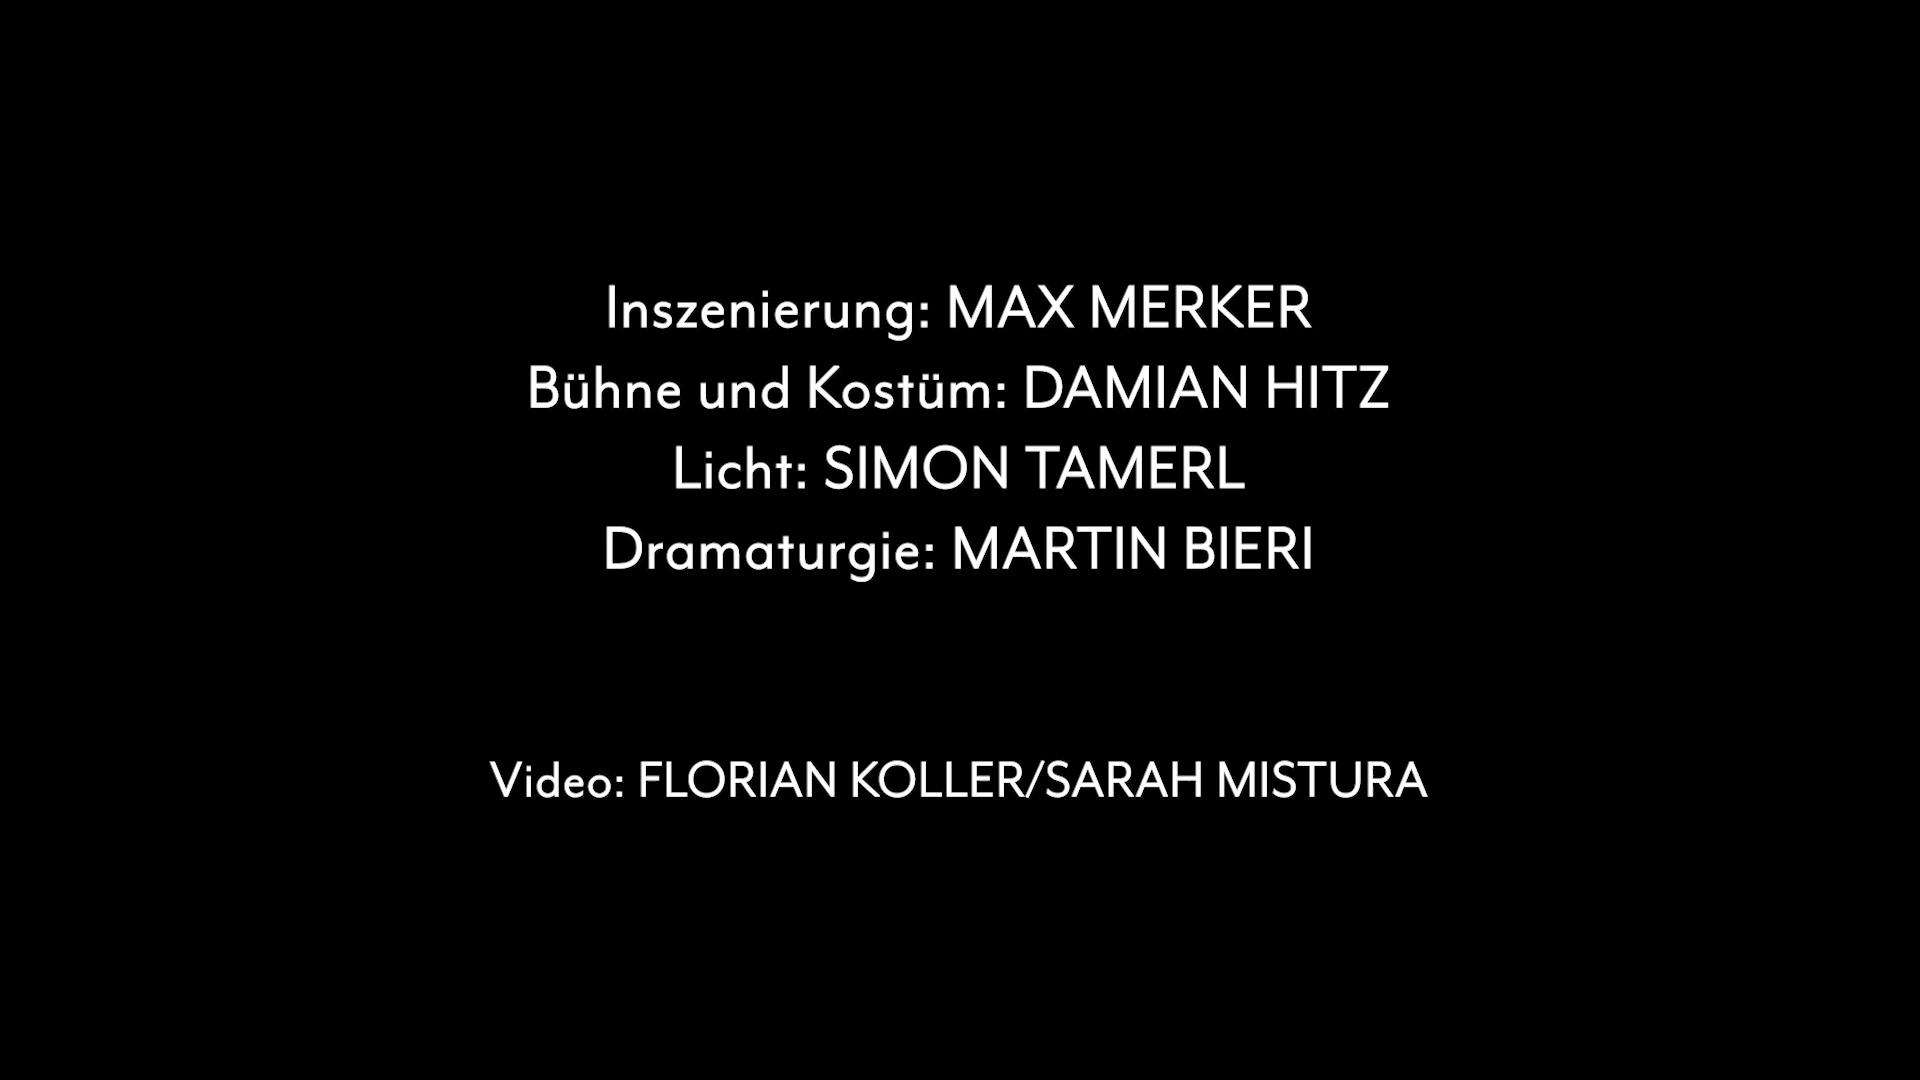 Inszenierung: MAX MERKER
Bühne und Kostüm: DAMIAN HITZ
Licht: SIMON TAMERL
Dramaturgie: MARTIN BIERI
Video: FLORIAN KOLLER/SARAH MISTURA